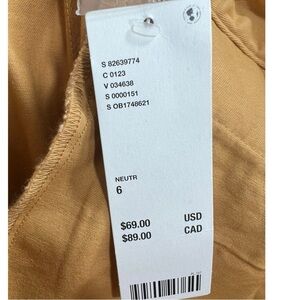 S 82639774
C 0123
V 034638
S 0000151
S OB1748621
NEUTR
6
$69.00 USD
$89.00 CAD